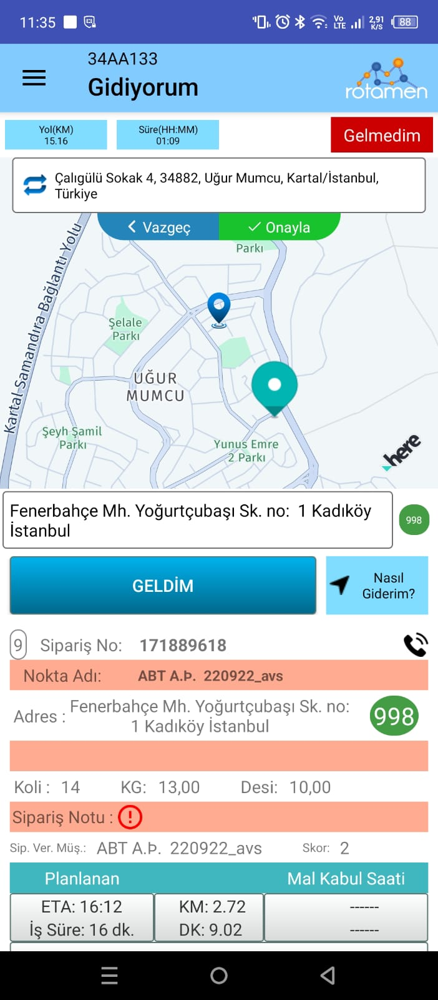 11:35
Vo
LTE
2,91
K/S
88
34AA133
Gidiyorum
rotamen
Yol(KM)
15.16
Süre(HH:MM)
01:09
Gelmedim
Çalıgülü Sokak 4, 34882, Uğur Mumcu, Kartal/İstanbul,
Türkiye
Vazgeç
Onayla
Parkı
Kartal Samandıra Bağlantı Yolu
Şelale
Parkı
UĞUR
MUMCU
Şeyh Şamil
Parkı
Yunus Emre
2 Parkı
here
Fenerbahçe Mh. Yoğurtçubaşı Sk. no:  1 Kadıköy
İstanbul
998
GELDİM
Nasıl
Giderim?
9 Sipariş No: 171889618
Nokta Adı: ABT A.Þ.  220922_avs
Adres : Fenerbahçe Mh. Yoğurtçubaşı Sk. no:
1 Kadıköy İstanbul
998
Koli : 14 KG: 13,00 Desi: 10,00
Sipariş Notu : !
Sip. Ver. Müş.: ABT A.Þ.  220922_avs Skor: 2
Planlanan Mal Kabul Saati
ETA: 16:12 KM: 2.72 ------
İş Süre: 16 dk. DK: 9.02 ------